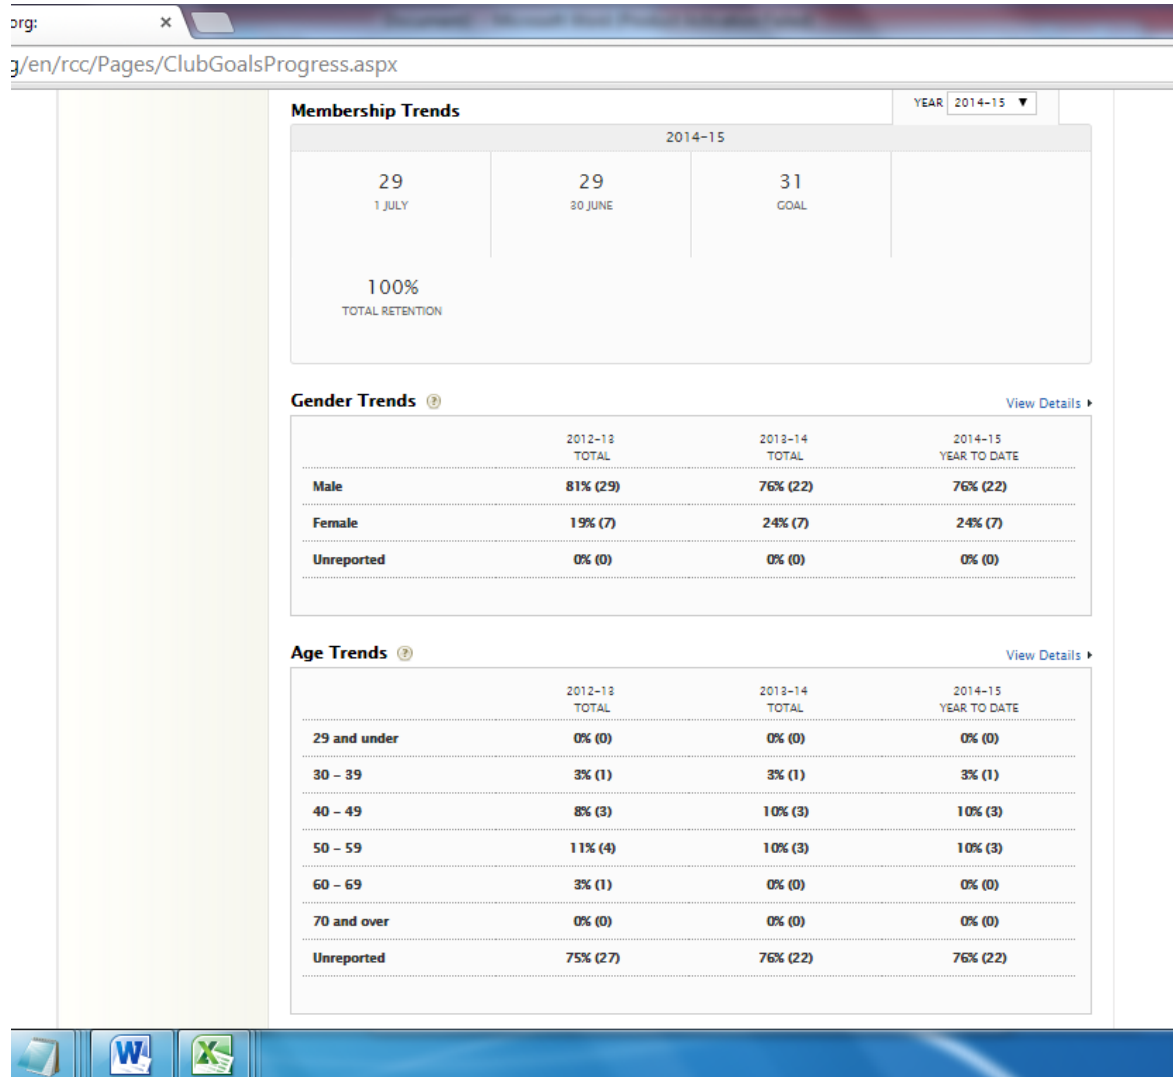 org: ×
g/en/rcc/Pages/ClubGoalsProgress.aspx
Membership Trends YEAR 2014-15 ▼
2014-15
29 29 31
1 JULY 30 JUNE GOAL
100%
TOTAL RETENTION
Gender Trends ? View Details
2012-13 2013-14 2014-15
TOTAL TOTAL YEAR TO DATE
Male 81% (29) 76% (22) 76% (22)
Female 19% (7) 24% (7) 24% (7)
Unreported 0% (0) 0% (0) 0% (0)
Age Trends ? View Details
2012-13 2013-14 2014-15
TOTAL TOTAL YEAR TO DATE
29 and under 0% (0) 0% (0) 0% (0)
30 - 39 3% (1) 3% (1) 3% (1)
40 - 49 8% (3) 10% (3) 10% (3)
50 - 59 11% (4) 10% (3) 10% (3)
60 - 69 3% (1) 0% (0) 0% (0)
70 and over 0% (0) 0% (0) 0% (0)
Unreported 75% (27) 76% (22) 76% (22)
W X